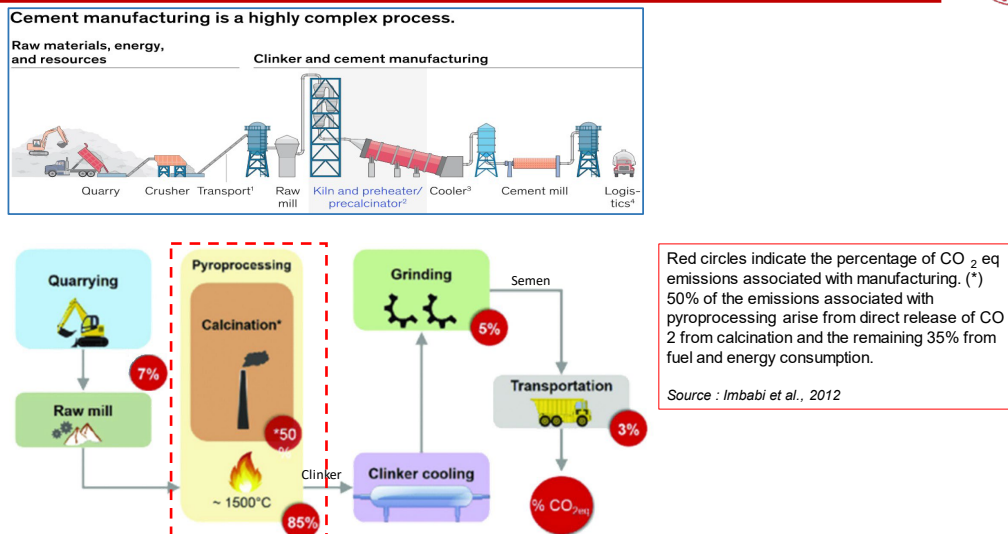 Cement manufacturing is a highly complex process.
Raw materials, energy,
and resources
Clinker and cement manufacturing
Quarry
Crusher
Transport¹
Raw
mill
Kiln and preheater/
precalcinator²
Cooler³
Cement mill
Logis-
tics⁴
Quarrying
7%
Raw mill
Pyroprocessing
Calcination*
*50
%
~ 1500°C
85%
Clinker
Clinker cooling
Grinding
5%
Semen
Transportation
3%
% CO₂eq
Red circles indicate the percentage of CO ₂ eq
emissions associated with manufacturing. (*)
50% of the emissions associated with
pyroprocessing arise from direct release of CO
2 from calcination and the remaining 35% from
fuel and energy consumption.
Source : Imbabi et al., 2012